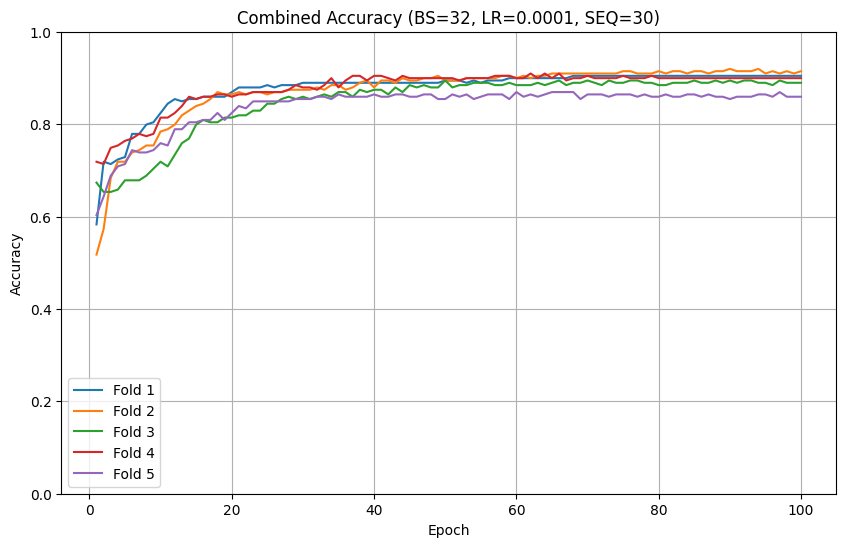 Combined Accuracy (BS=32, LR=0.0001, SEQ=30)
Accuracy
1.0
0.8
0.6
0.4
0.2
0.0
Fold 1
Fold 2
Fold 3
Fold 4
Fold 5
0 20 40 60 80 100
Epoch